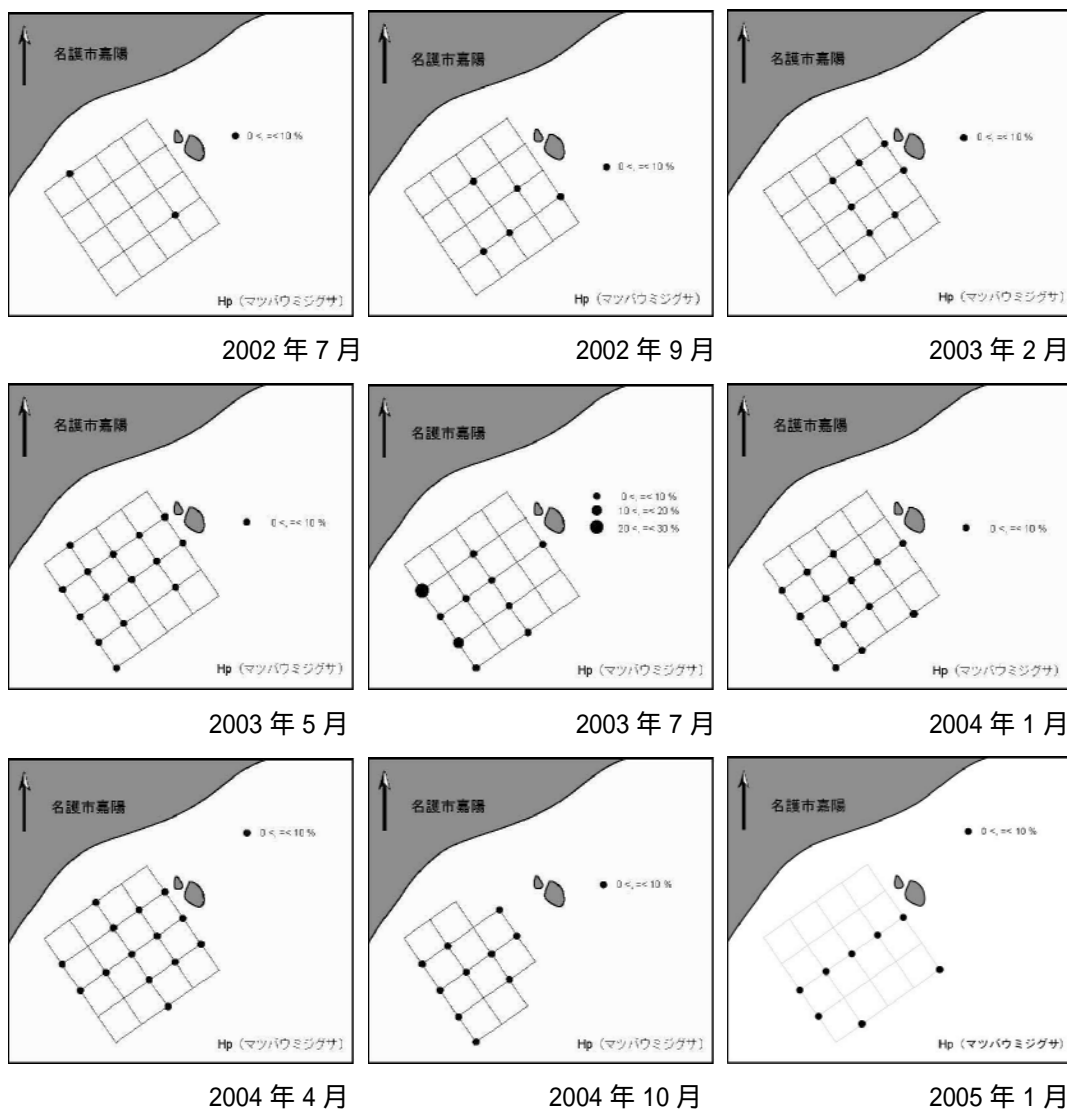 名護市嘉陽
0 <, =< 10 %
Hp（マツバウミジグサ）
2002 年 7 月
名護市嘉陽
0 <, =< 10 %
Hp（マツバウミジグサ）
2002 年 9 月
名護市嘉陽
0 <, =< 10 %
Hp（マツバウミジグサ）
2003 年 2 月
名護市嘉陽
0 <, =< 10 %
Hp（マツバウミジグサ）
2003 年 5 月
名護市嘉陽
0 <, =< 10 %
10 <, =< 20 %
20 <, =< 30 %
Hp（マツバウミジグサ）
2003 年 7 月
名護市嘉陽
0 <, =< 10 %
Hp（マツバウミジグサ）
2004 年 1 月
名護市嘉陽
0 <, =< 10 %
Hp（マツバウミジグサ）
2004 年 4 月
名護市嘉陽
0 <, =< 10 %
Hp（マツバウミジグサ）
2004 年 10 月
名護市嘉陽
0 <, =< 10 %
Hp（マツバウミジグサ）
2005 年 1 月